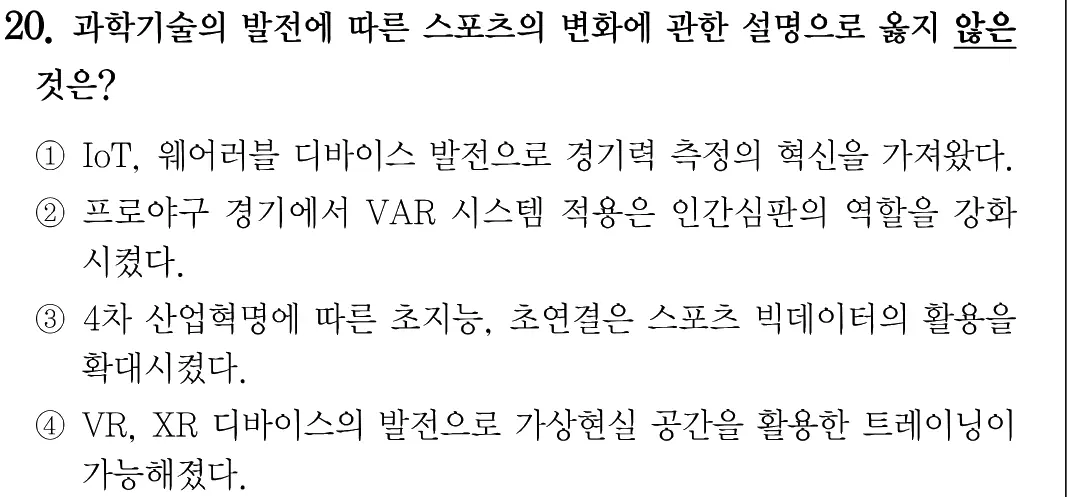 20. 과학기술의 발전에 따른 스포츠의 변화에 관한 설명으로 옳지 않은
것은?
① IoT, 웨어러블 디바이스 발전으로 경기력 측정의 혁신을 가져왔다.
② 프로야구 경기에서 VAR 시스템 적용은 인간심판의 역할을 강화
시켰다.
③ 4차 산업혁명에 따른 초지능, 초연결은 스포츠 빅데이터의 활용을
확대시켰다.
④ VR, XR 디바이스의 발전으로 가상현실 공간을 활용한 트레이닝이
가능해졌다.